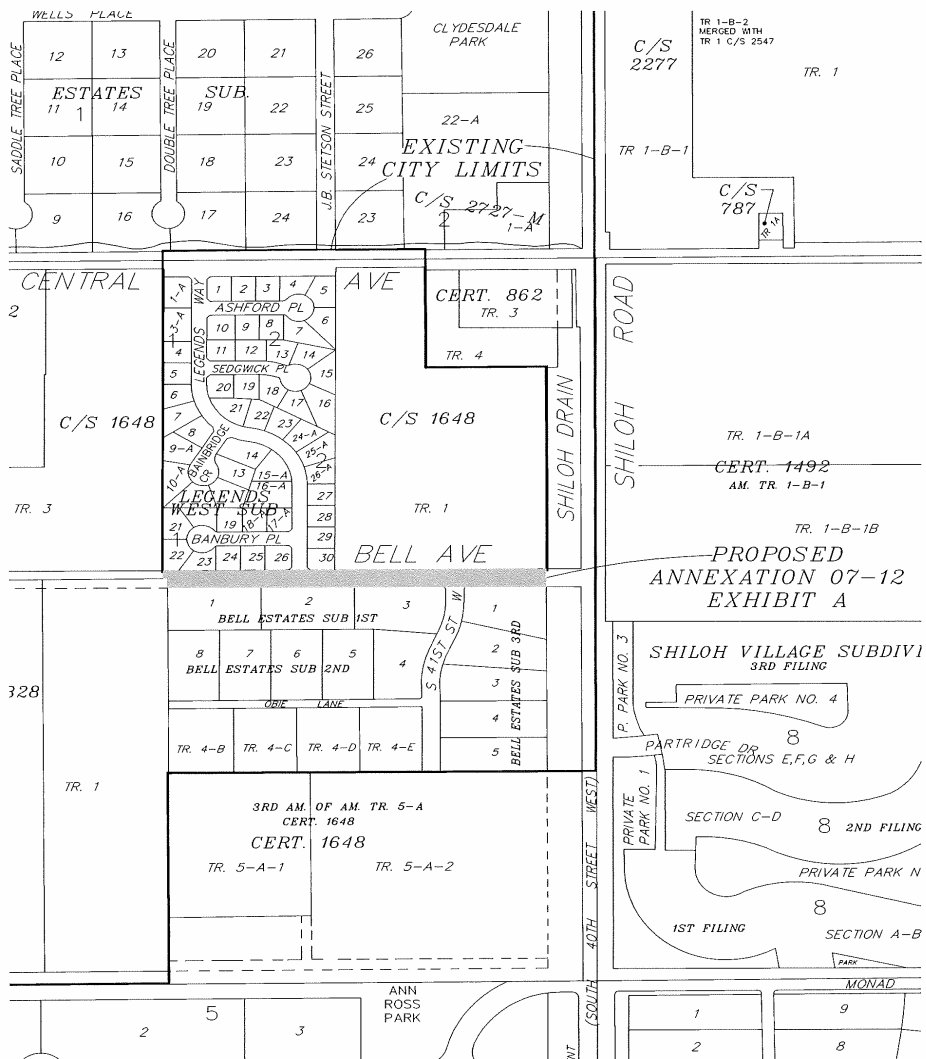 WELLS PLACE
12
13
20
21
26
CLYDESDALE
PARK
C/S
2277
TR 1-B-2
MERGED WITH
TR 1 C/S 2547
TR. 1
SADDLE TREE PLACE
DOUBLE TREE PLACE
J.B. STETSON STREET
ESTATES
SUB.
11
1
14
19
22
25
22-A
10
15
18
23
24
EXISTING
CITY LIMITS
TR 1-B-1
C/S
787
TR 1A
9
16
17
24
23
C/S 2727-M
2
1-A
CENTRAL
AVE
2
1-A
WAY
1
2
3
4
5
ASHFORD PL
6
3-A
1
LEGENDS
10
9
8
7
2
4
11
12
13
14
5
SEDGWICK PL
15
6
20
19
18
17
16
7
21
22
23
24-A
8
BAINBRIDGE
CR
9-A
14
25-A
2
10-A
13
15-A
16-A
26-A
27
LEGENDS
WEST SUB
28
21
19
18-A
17-A
1
BANBURY PL
29
22
23
24
25
26
30
CERT. 862
TR. 3
TR. 4
C/S 1648
C/S 1648
TR. 3
TR. 1
SHILOH DRAIN
SHILOH ROAD
TR. 1-B-1A
CERT. 1492
AM. TR. 1-B-1
TR. 1-B-1B
BELL AVE
PROPOSED
ANNEXATION 07-12
EXHIBIT A
1
2
3
BELL ESTATES SUB 1ST
S 41ST ST W
1
2
3
4
5
BELL ESTATES SUB 3RD
8
7
6
5
4
BELL ESTATES SUB 2ND
OBIE LANE
TR. 4-B
TR. 4-C
TR. 4-D
TR. 4-E
328
TR. 1
P. PARK NO. 3
SHILOH VILLAGE SUBDIVI
3RD FILING
PRIVATE PARK NO. 4
8
PARTRIDGE DR
SECTIONS E,F,G & H
PRIVATE
PARK NO. 1
SECTION C-D
8
2ND FILING
PRIVATE PARK N
8
1ST FILING
SECTION A-B
PARK
3RD AM. OF AM. TR. 5-A
CERT. 1648
CERT. 1648
TR. 5-A-1
TR. 5-A-2
(SOUTH 40TH STREET WEST)
MONAD
ANN
ROSS
PARK
5
2
3
1
9
2
8
NT